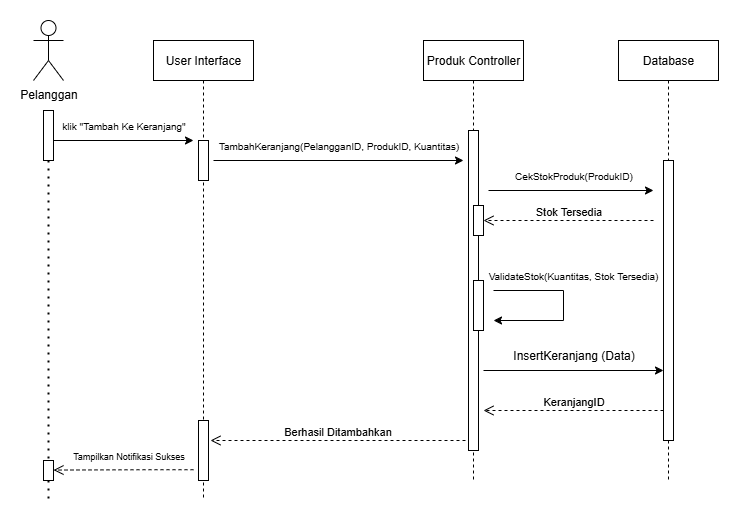 Pelanggan
User Interface
Produk Controller
Database
klik "Tambah Ke Keranjang"
TambahKeranjang(PelangganID, ProdukID, Kuantitas)
CekStokProduk(ProdukID)
Stok Tersedia
ValidateStok(Kuantitas, Stok Tersedia)
InsertKeranjang (Data)
KeranjangID
Berhasil Ditambahkan
Tampilkan Notifikasi Sukses